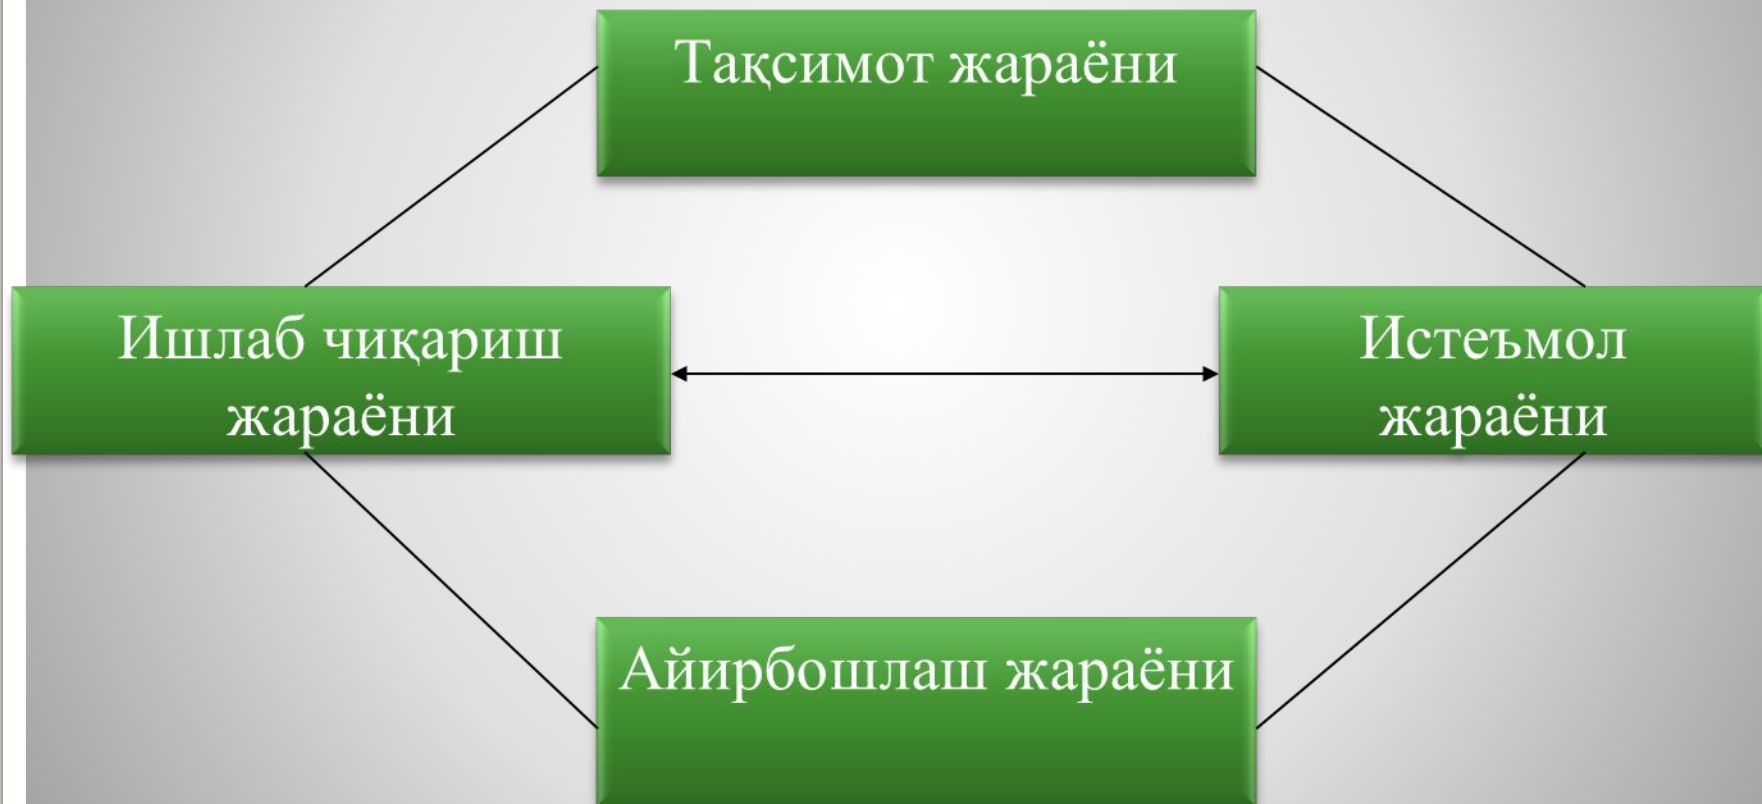 Тақсимот жараёни
Ишлаб чиқариш
жараёни
Истеъмол
жараёни
Айирбошлаш жараёни